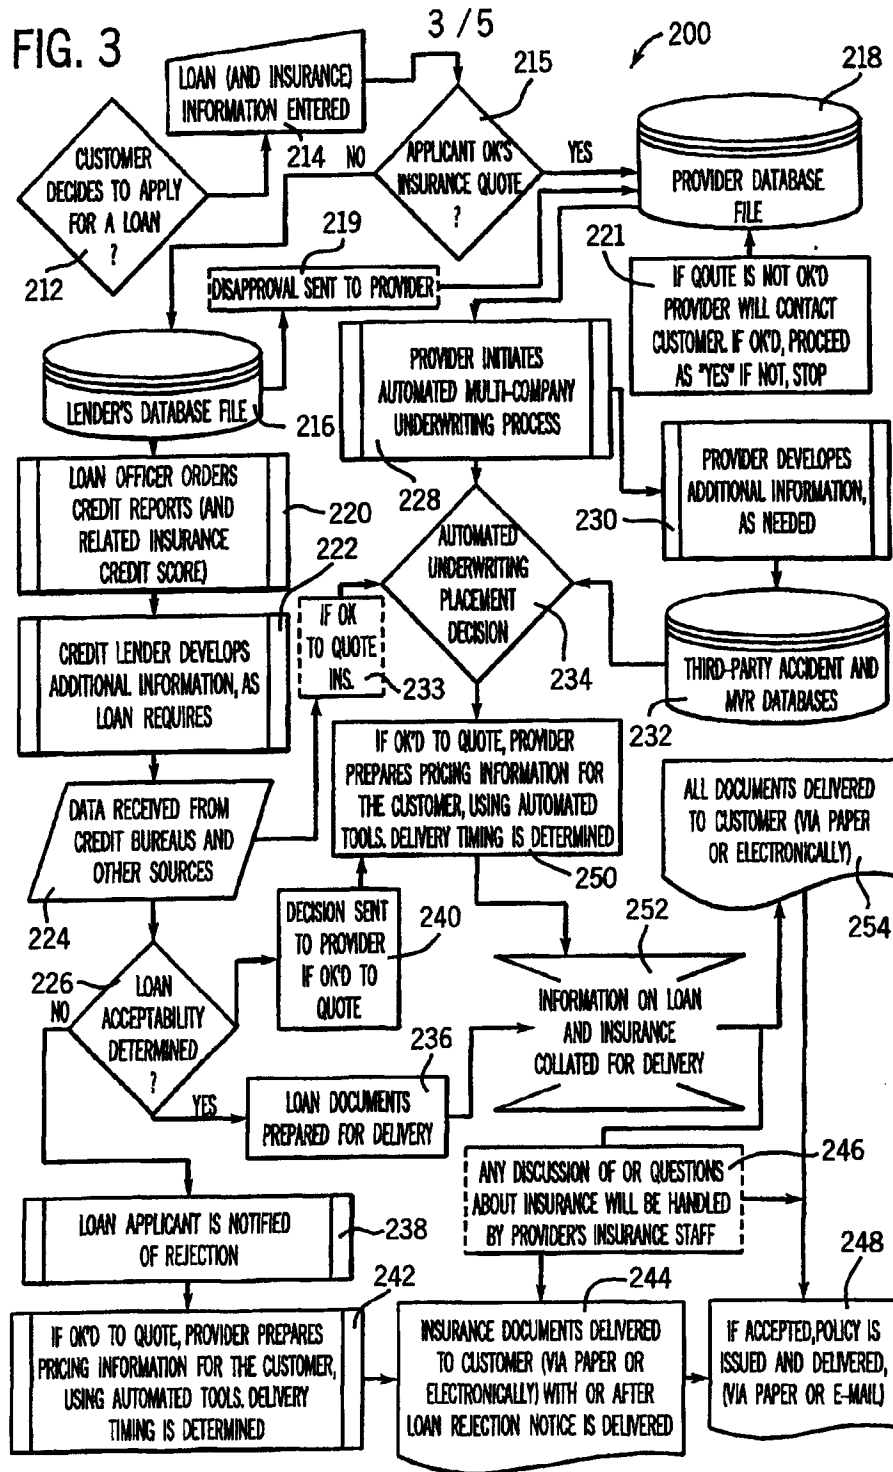 FIG. 3
3/5
200
LOAN (AND INSURANCE)
INFORMATION ENTERED
214
215
218
CUSTOMER
DECIDES TO APPLY
FOR A LOAN
?
212
NO
APPLICANT OK'S
INSURANCE QUOTE
?
YES
PROVIDER DATABASE
FILE
219
DISAPPROVAL SENT TO PROVIDER
221
IF QOUTE IS NOT OK'D
PROVIDER WILL CONTACT
CUSTOMER. IF OK'D, PROCEED
AS "YES" IF NOT, STOP
LENDER'S DATABASE FILE
216
PROVIDER INITIATES
AUTOMATED MULTI-COMPANY
UNDERWRITING PROCESS
228
LOAN OFFICER ORDERS
CREDIT REPORTS (AND
RELATED INSURANCE
CREDIT SCORE)
220
222
PROVIDER DEVELOPES
ADDITIONAL INFORMATION,
AS NEEDED
230
AUTOMATED
UNDERWRITING
PLACEMENT
DECISION
234
CREDIT LENDER DEVELOPS
ADDITIONAL INFORMATION, AS
LOAN REQUIRES
IF OK
TO QUOTE
INS.
233
THIRD-PARTY ACCIDENT AND
MVR DATABASES
232
DATA RECEIVED FROM
CREDIT BUREAUS AND
OTHER SOURCES
224
IF OK'D TO QUOTE, PROVIDER
PREPARES PRICING INFORMATION FOR
THE CUSTOMER, USING AUTOMATED
TOOLS. DELIVERY TIMING IS DETERMINED
250
ALL DOCUMENTS DELIVERED
TO CUSTOMER (VIA PAPER
OR ELECTRONICALLY)
254
DECISION SENT
TO PROVIDER
IF OK'D TO
QUOTE
240
226
NO
LOAN
ACCEPTABILITY
DETERMINED
?
YES
252
INFORMATION ON LOAN
AND INSURANCE
COLLATED FOR DELIVERY
236
LOAN DOCUMENTS
PREPARED FOR DELIVERY
ANY DISCUSSION OF OR QUESTIONS
ABOUT INSURANCE WILL BE HANDLED
BY PROVIDER'S INSURANCE STAFF
246
LOAN APPLICANT IS NOTIFIED
OF REJECTION
238
242
244
248
IF OK'D TO QUOTE, PROVIDER PREPARES
PRICING INFORMATION FOR THE CUSTOMER,
USING AUTOMATED TOOLS. DELIVERY
TIMING IS DETERMINED
INSURANCE DOCUMENTS DELIVERED
TO CUSTOMER (VIA PAPER OR
ELECTRONICALLY) WITH OR AFTER
LOAN REJECTION NOTICE IS DELIVERED
IF ACCEPTED, POLICY IS
ISSUED AND DELIVERED,
(VIA PAPER OR E-MAIL)